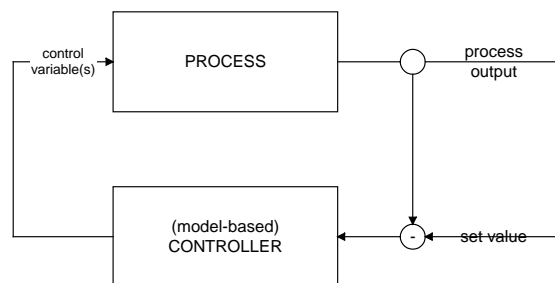 control
variable(s)
PROCESS
process
output
(model-based)
CONTROLLER
-
set value